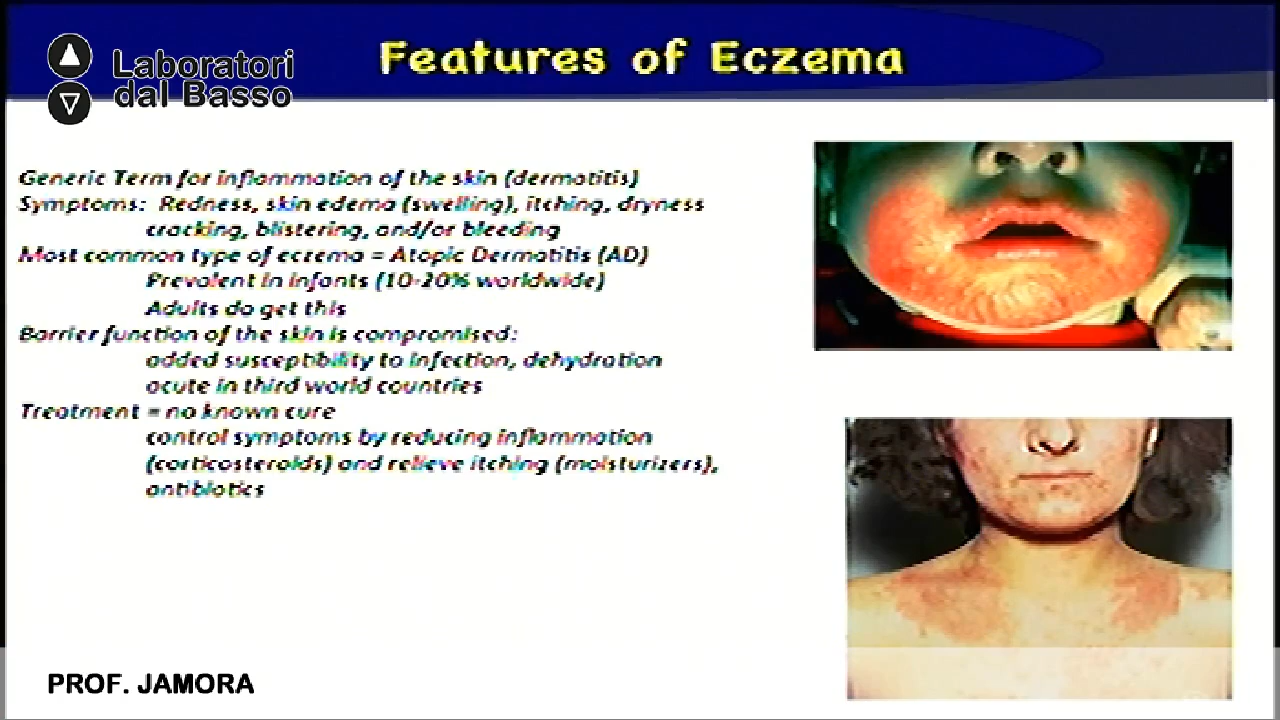 Laboratori
dal Basso
Features of Eczema
Generic Term for inflammation of the skin (dermatitis)
Symptoms: Redness, skin edema (swelling), itching, dryness
cracking, blistering, and/or bleeding
Most common type of eczema = Atopic Dermatitis (AD)
Prevalent in infants (10-20% worldwide)
Adults do get this
Barrier function of the skin is compromised:
added susceptibility to infection, dehydration
acute in third world countries
Treatment = no known cure
control symptoms by reducing inflammation
(corticosteroids) and relieve itching (moisturizers),
antibiotics
PROF. JAMORA